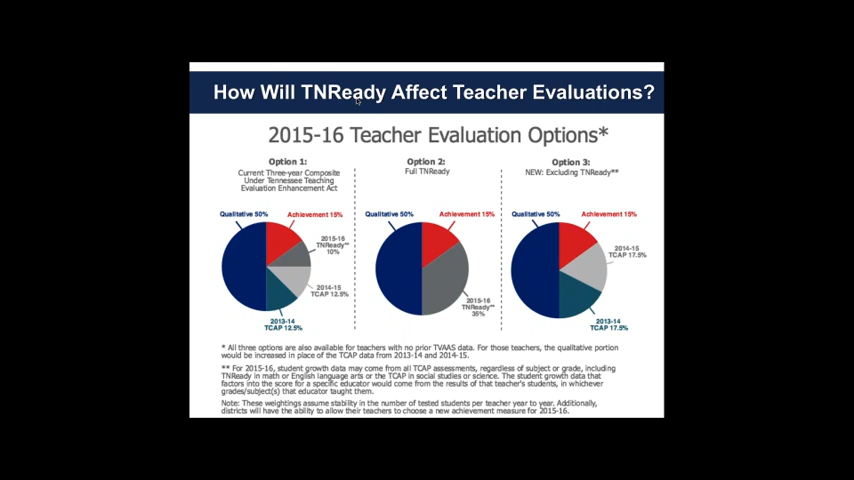 How Will TNReady Affect Teacher Evaluations?
2015-16 Teacher Evaluation Options*
Option 1:
Current Three-year Composite
Under Tennessee Teaching
Evaluation Enhancement Act
Qualitative 50%
Achievement 15%
2015-16
TNReady**
10%
2014-15
TCAP 12.5%
2013-14
TCAP 12.5%
Option 2:
Full TNReady
Qualitative 50%
Achievement 15%
2015-16
TNReady**
35%
Option 3:
NEW: Excluding TNReady**
Qualitative 50%
Achievement 15%
2014-15
TCAP 17.5%
2013-14
TCAP 17.5%
* All three options are also available for teachers with no prior TVAAS data. For those teachers, the qualitative portion
would be increased in place of the TCAP data from 2013-14 and 2014-15.
** For 2015-16, student growth data may come from all TCAP assessments, regardless of subject or grade, including
TNReady in math or English language arts or the TCAP in social studies or science. The student growth data that
factors into the score for a specific educator would come from the results of that teacher's students, in whichever
grades/subject(s) that educator taught them.
Note: These weightings assume stability in the number of tested students per teacher year to year. Additionally,
districts will have the ability to allow their teachers to choose a new achievement measure for 2015-16.